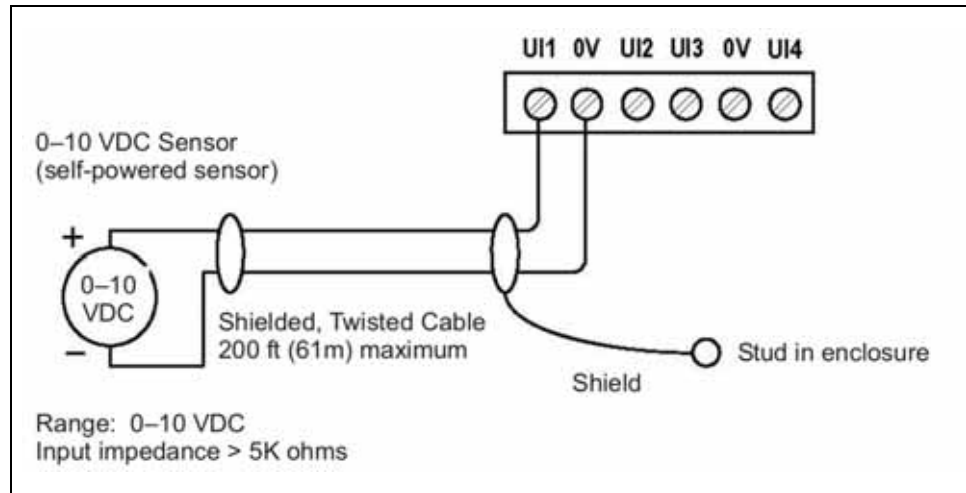 UI1 0V UI2 UI3 0V UI4
0–10 VDC Sensor
(self-powered sensor)
+
0–10
VDC
–
Shielded, Twisted Cable
200 ft (61m) maximum
Stud in enclosure
Shield
Range: 0–10 VDC
Input impedance > 5K ohms